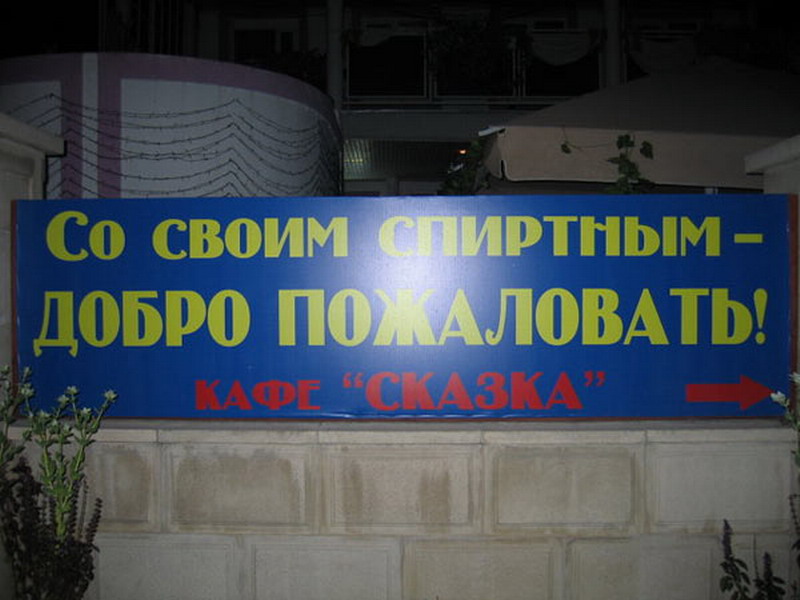 Со своим спиртным –
ДОБРО ПОЖАЛОВАТЬ!
КАФЕ “СКАЗКА”